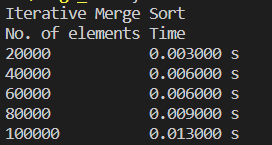 Iterative Merge Sort
No. of elements Time
20000 0.003000 s
40000 0.006000 s
60000 0.006000 s
80000 0.009000 s
100000 0.013000 s